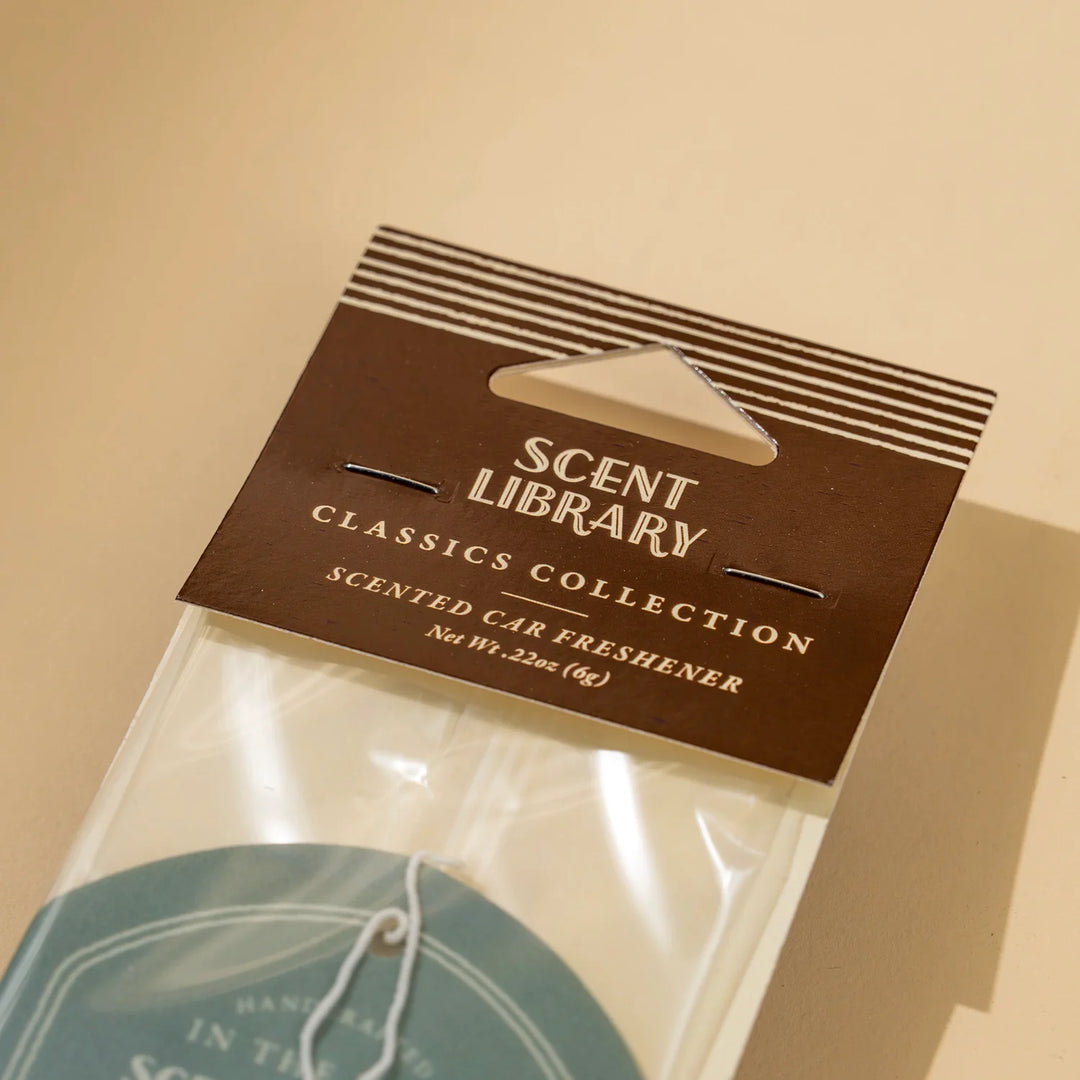 SCENT
LIBRARY
CLASSICS COLLECTION
SCENTED CAR FRESHENER
Net Wt .22oz (6g)
HANDCRAFTED
IN THE